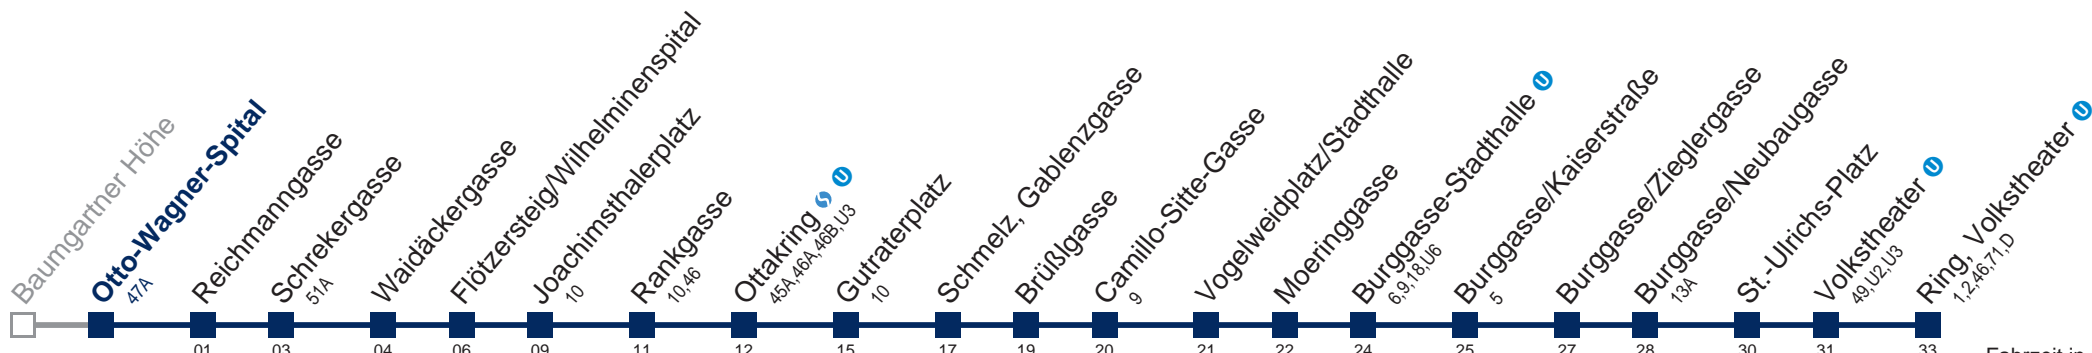 Baumgartner Höhe
Otto-Wagner-Spital
47A
Reichmanngasse
Schrekergasse
51A
Waidäckergasse
Flötzersteig/Wilhelminenspital
Joachimsthalerplatz
10
Rankgasse
10,46
Ottakring S U
45A,46A,46B,U3
Gutraterplatz
10
Schmelz, Gablenzgasse
Brüßlgasse
Camillo-Sitte-Gasse
9
Vogelweidplatz/Stadthalle
Moeringgasse
Burggasse-Stadthalle U
6,9,18,U6
Burggasse/Kaiserstraße
5
Burggasse/Zieglergasse
Burggasse/Neubaugasse
13A
St.-Ulrichs-Platz
Volkstheater U
49,U2,U3
Ring, Volkstheater U
1,2,46,71,D
01 03 04 06 09 11 12 15 17 19 20 21 22 24 25 27 28 30 31 33
Fahrzeit in